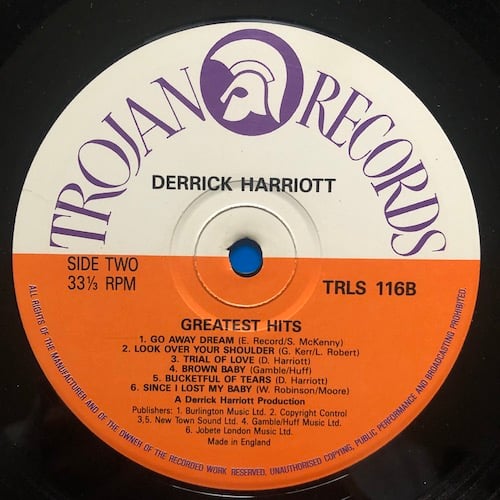 TROJAN RECORDS
DERRICK HARRIOTT
SIDE TWO
33⅓ RPM
TRLS 116B
GREATEST HITS
1. GO AWAY DREAM (E. Record/S. McKenny)
2. LOOK OVER YOUR SHOULDER (G. Kerr/L. Robert)
3. TRIAL OF LOVE (D. Harriott)
4. BROWN BABY (Gamble/Huff)
5. BUCKETFUL OF TEARS (D. Harriott)
6. SINCE I LOST MY BABY (W. Robinson/Moore)
A Derrick Harriott Production
Publishers: 1. Burlington Music Ltd. 2. Copyright Control
3,5. New Town Sound Ltd. 4. Gamble/Huff Music Ltd.
6. Jobete London Music Ltd.
Made in England
ALL RIGHTS OF THE MANUFACTURER AND OF THE OWNER OF THE RECORDED WORK RESERVED, UNAUTHORISED COPYING, PUBLIC PERFORMANCE AND BROADCASTING PROHIBITED.